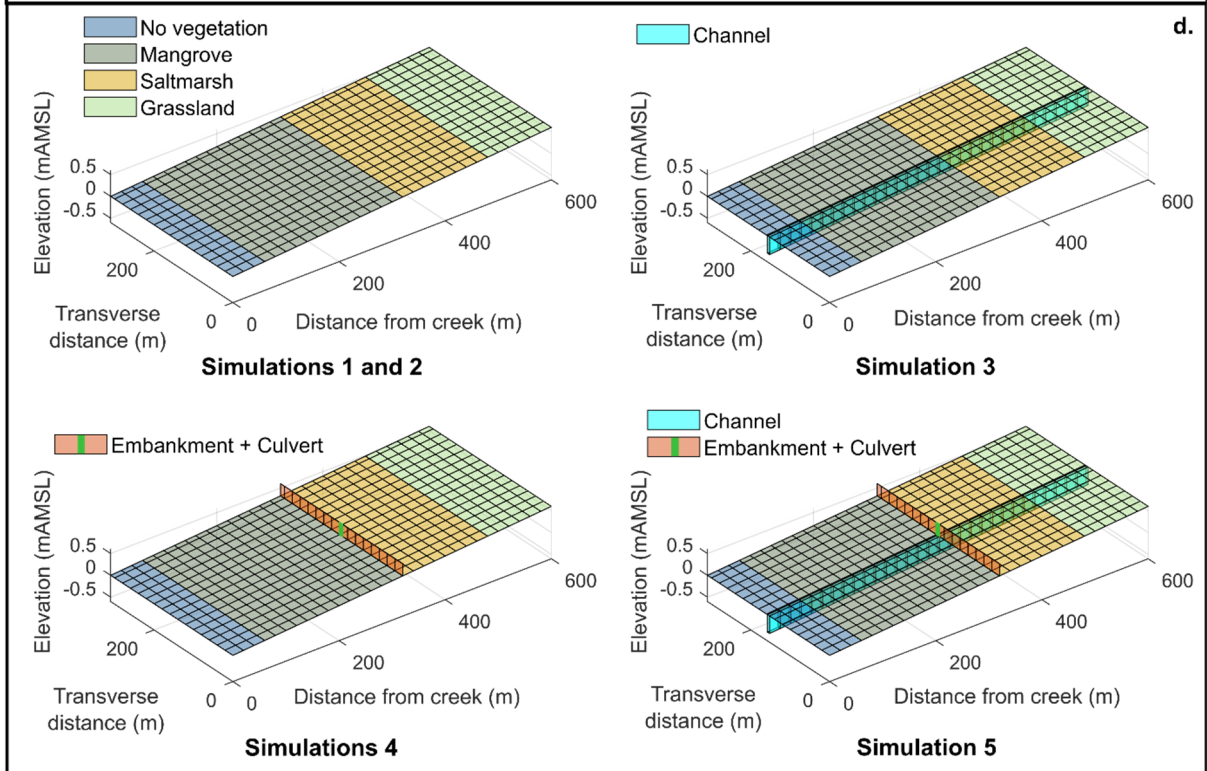 d.
No vegetation
Mangrove
Saltmarsh
Grassland
Elevation (mAMSL)
0.5
0
-0.5
200
0
Transverse
distance (m)
0
200
400
600
Distance from creek (m)
Simulations 1 and 2
Channel
Elevation (mAMSL)
0.5
0
-0.5
200
0
Transverse
distance (m)
0
200
400
600
Distance from creek (m)
Simulation 3
Embankment + Culvert
Elevation (mAMSL)
0.5
0
-0.5
200
0
Transverse
distance (m)
0
200
400
600
Distance from creek (m)
Simulations 4
Channel
Embankment + Culvert
Elevation (mAMSL)
0.5
0
-0.5
200
0
Transverse
distance (m)
0
200
400
600
Distance from creek (m)
Simulation 5